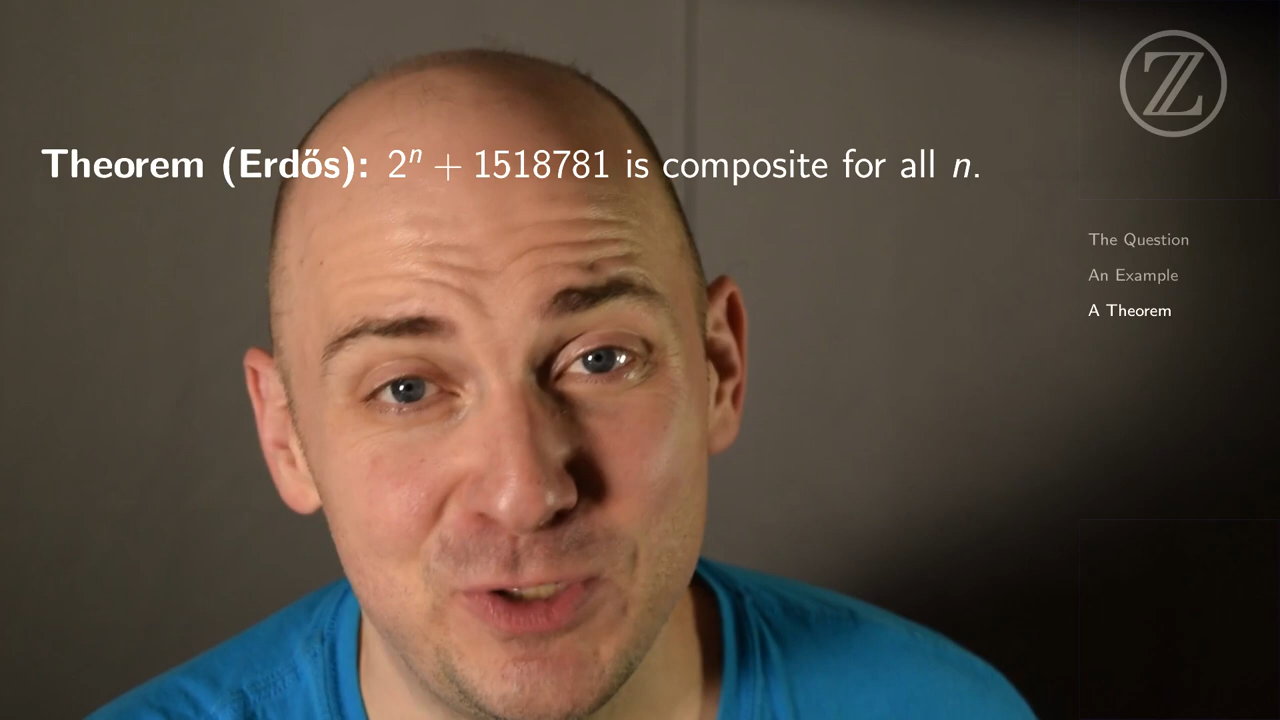 ℤ
Theorem (Erdős): 2ⁿ + 1518781 is composite for all n.
The Question
An Example
A Theorem